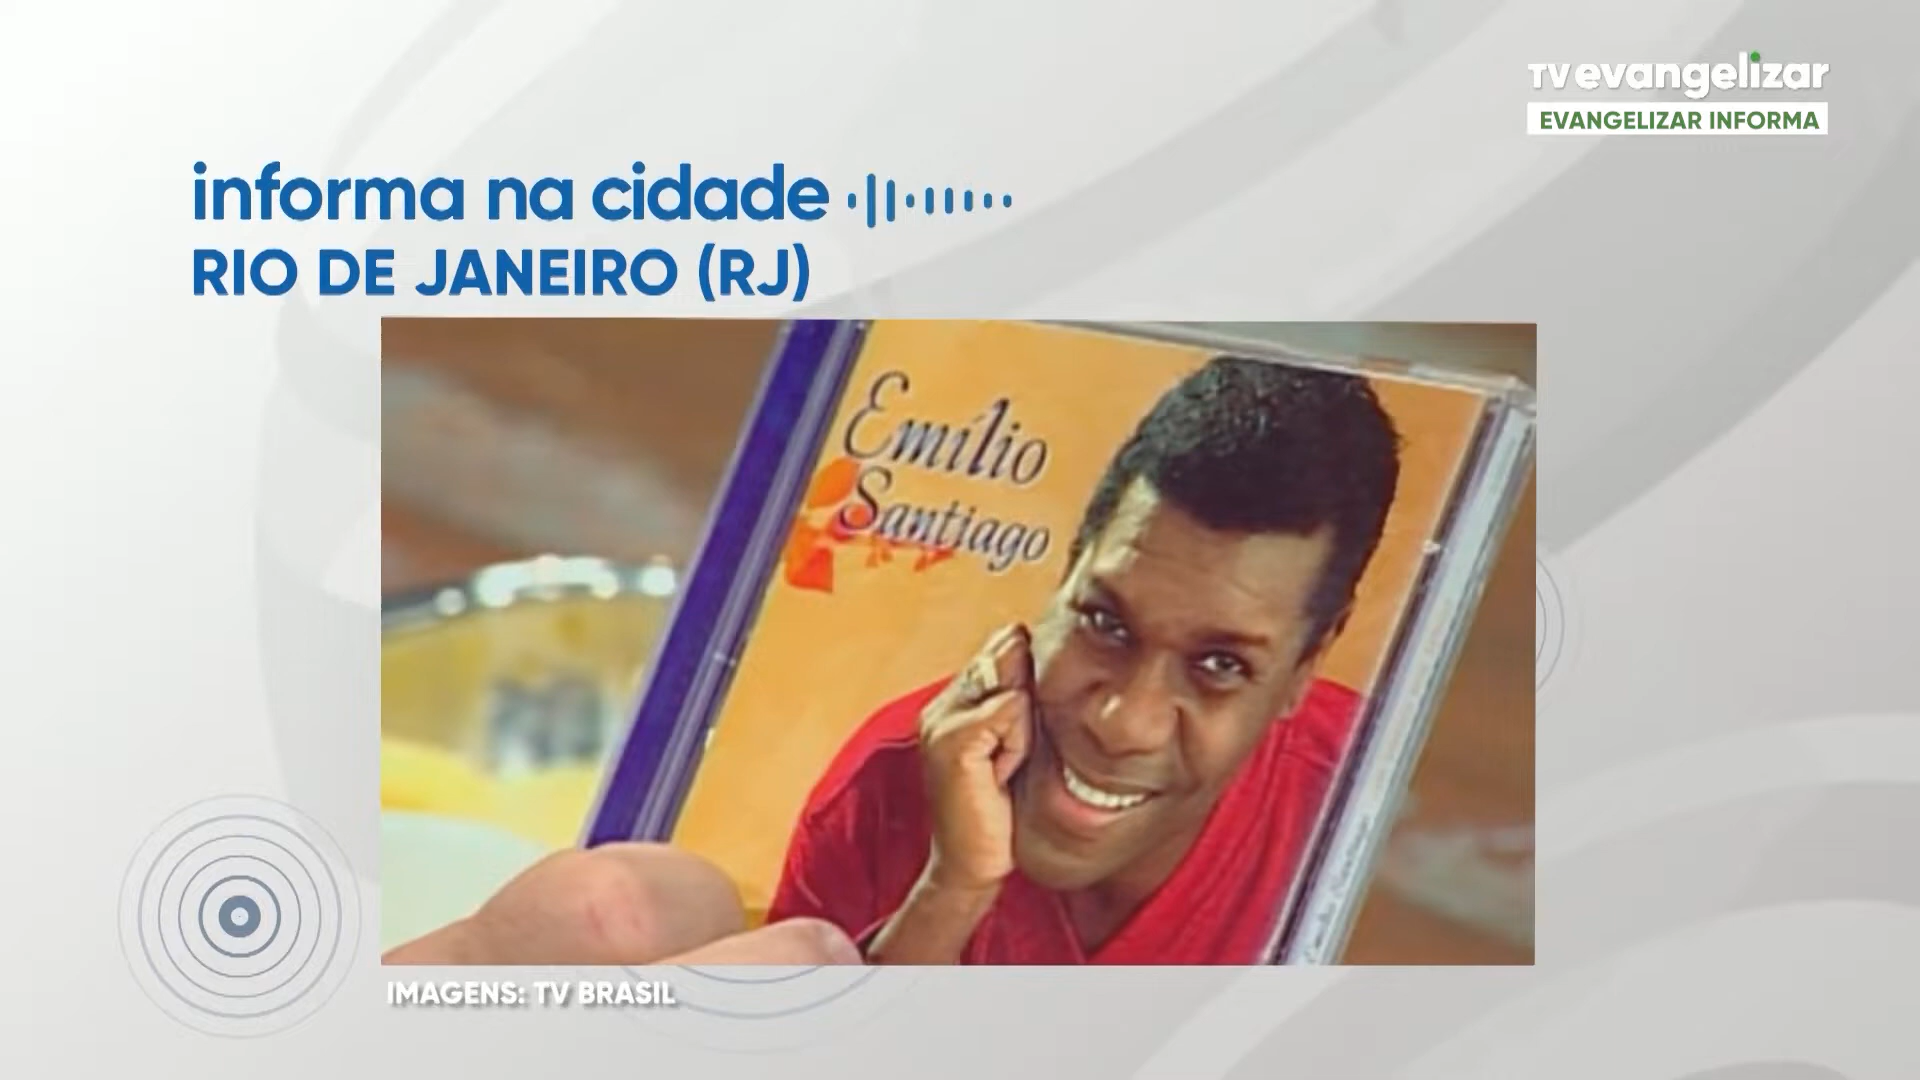 TV evangelizar
EVANGELIZAR INFORMA
informa na cidade
RIO DE JANEIRO (RJ)
Emílio
Santiago
IMAGENS: TV BRASIL